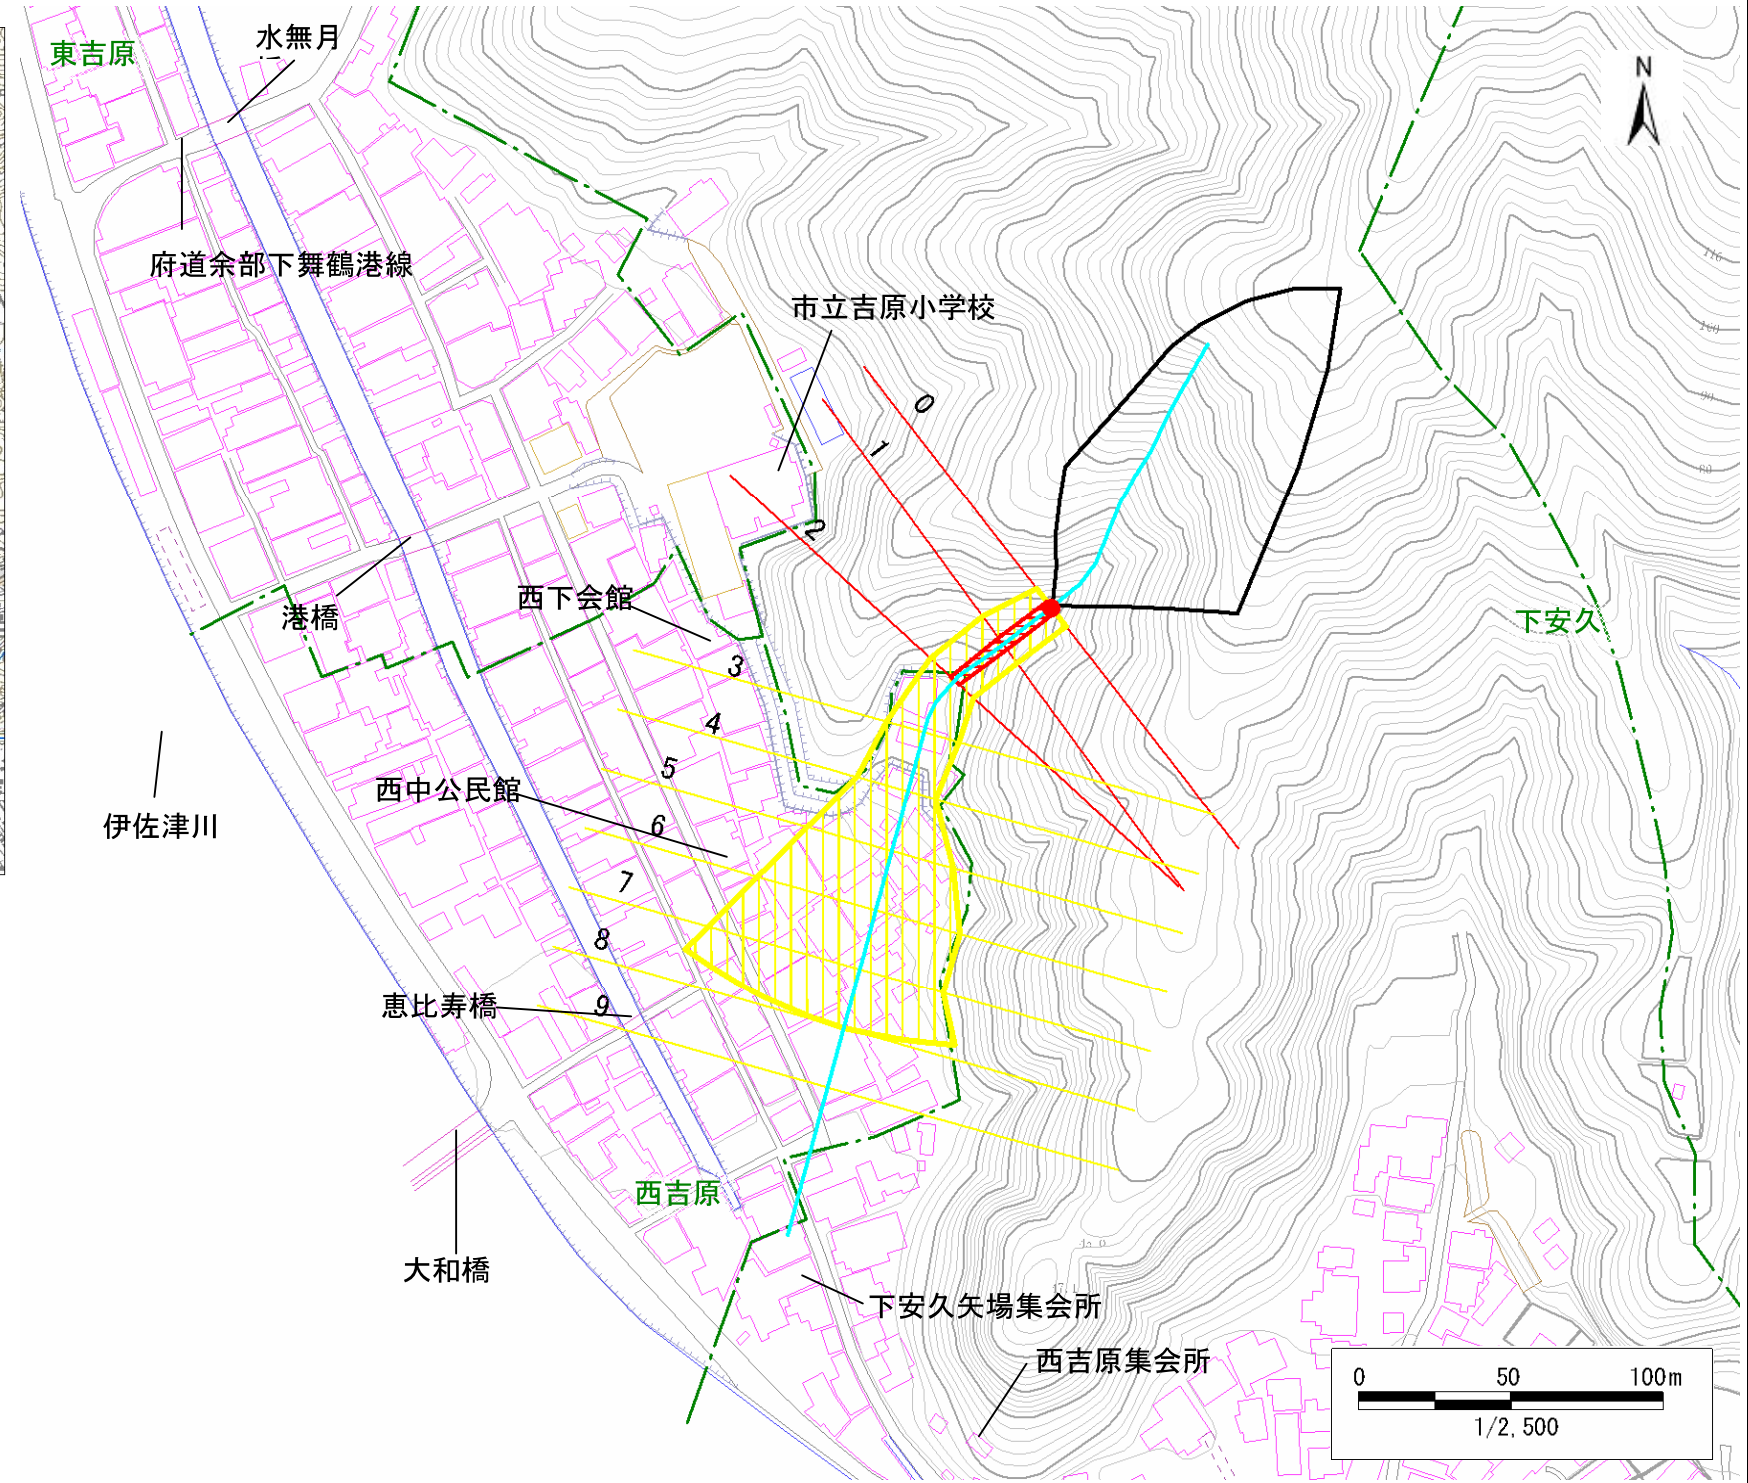 東吉原
水無月
N
府道余部下舞鶴港線
116
市立吉原小学校
100
0
90
1
80
2
西下会館
港橋
下安久
3
4
5
西中公民館
6
伊佐津川
7
8
恵比寿橋
9
西吉原
大和橋
下安久矢場集会所
西吉原集会所
0 50 100m
1/2,500